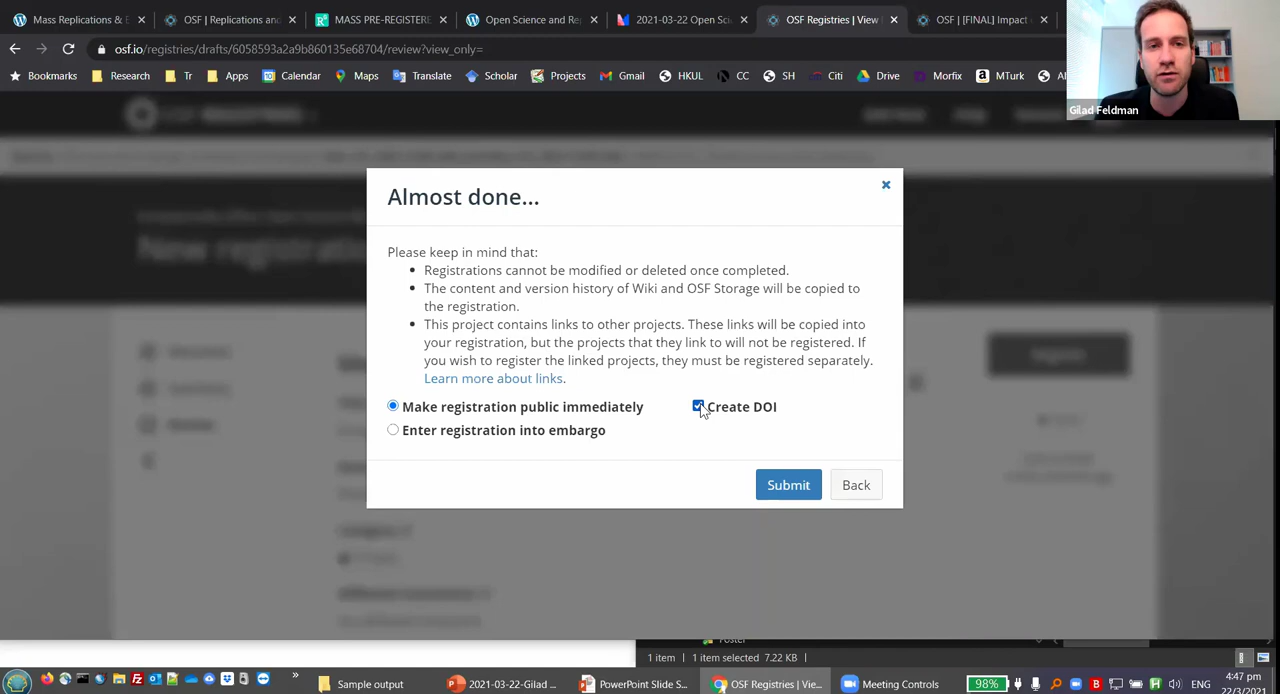 Mass Replications & E
OSF | Replications an
MASS PRE-REGISTERE
Open Science and Re
2021-03-22 Open Sci
OSF Registries | View
OSF | [FINAL] Impact
osf.io/registries/drafts/6058593a2a9b860135e68704/review?view_only=
Bookmarks Research Tr Apps Calendar Maps Translate Scholar Projects Gmail HKUL CC SH Citi Drive Morfix MTurk
Gilad Feldman
New registration
Almost done...
Please keep in mind that:
• Registrations cannot be modified or deleted once completed.
• The content and version history of Wiki and OSF Storage will be copied to
the registration.
• This project contains links to other projects. These links will be copied into
your registration, but the projects that they link to will not be registered. If
you wish to register the linked projects, they must be registered separately.
Learn more about links.
Make registration public immediately
Create DOI
Enter registration into embargo
Submit
Back
Poster
1 item 1 item selected 7.22 KB
Sample output
2021-03-22-Gilad ...
PowerPoint Slide S...
OSF Registries | Vie...
Meeting Controls
98%
ENG
4:47 pm
22/3/2021